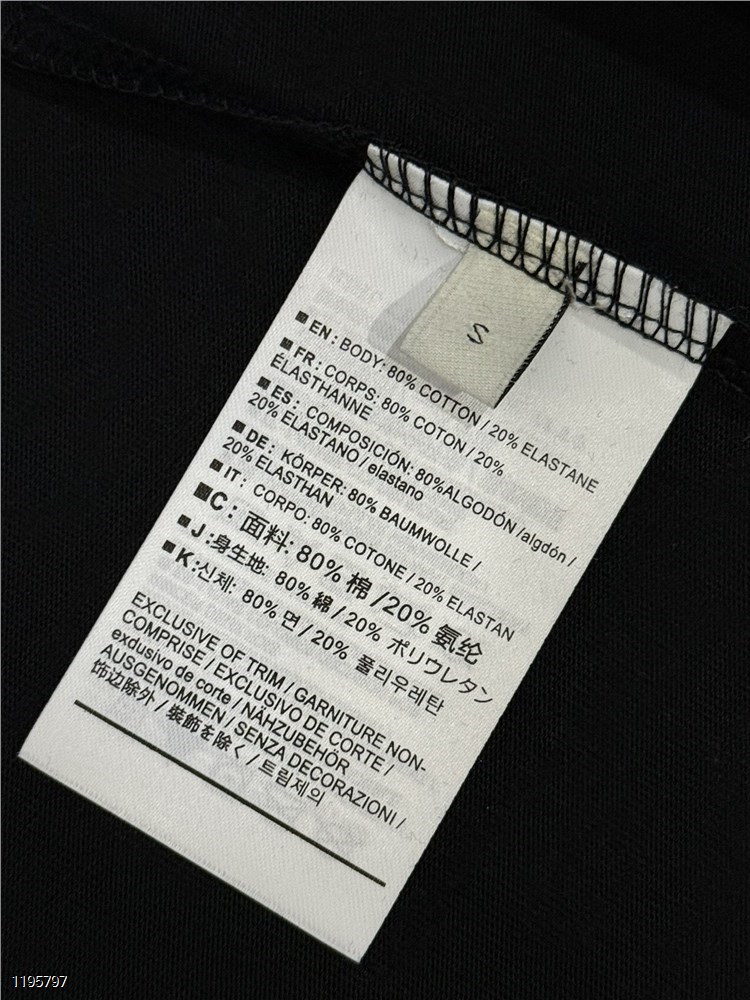 S
■ EN: BODY: 80% COTTON / 20% ELASTANE
■ FR: CORPS: 80% COTON / 20%
ÉLASTHANNE
■ ES: COMPOSICIÓN: 80%ALGODÓN /algdón /
20% ELASTANO / elastano
■ DE: KÖRPER: 80% BAUMWOLLE /
20% ELASTHAN
■ IT: CORPO: 80% COTONE / 20% ELASTAN
■ C: 面料: 80% 棉 /20% 氨纶
■ J:身生地: 80% 綿 / 20% ポリウレタン
■ K:신체: 80% 면 / 20% 폴리우레탄
EXCLUSIVE OF TRIM / GARNITURE NON-
COMPRISE / EXCLUSIVO DE CORTE /
exdusivo de corte / NÄHZUBEHÖR
AUSGENOMMEN / SENZA DECORAZIONI /
饰边除外 / 裝飾を除く / 트림제의
1195797